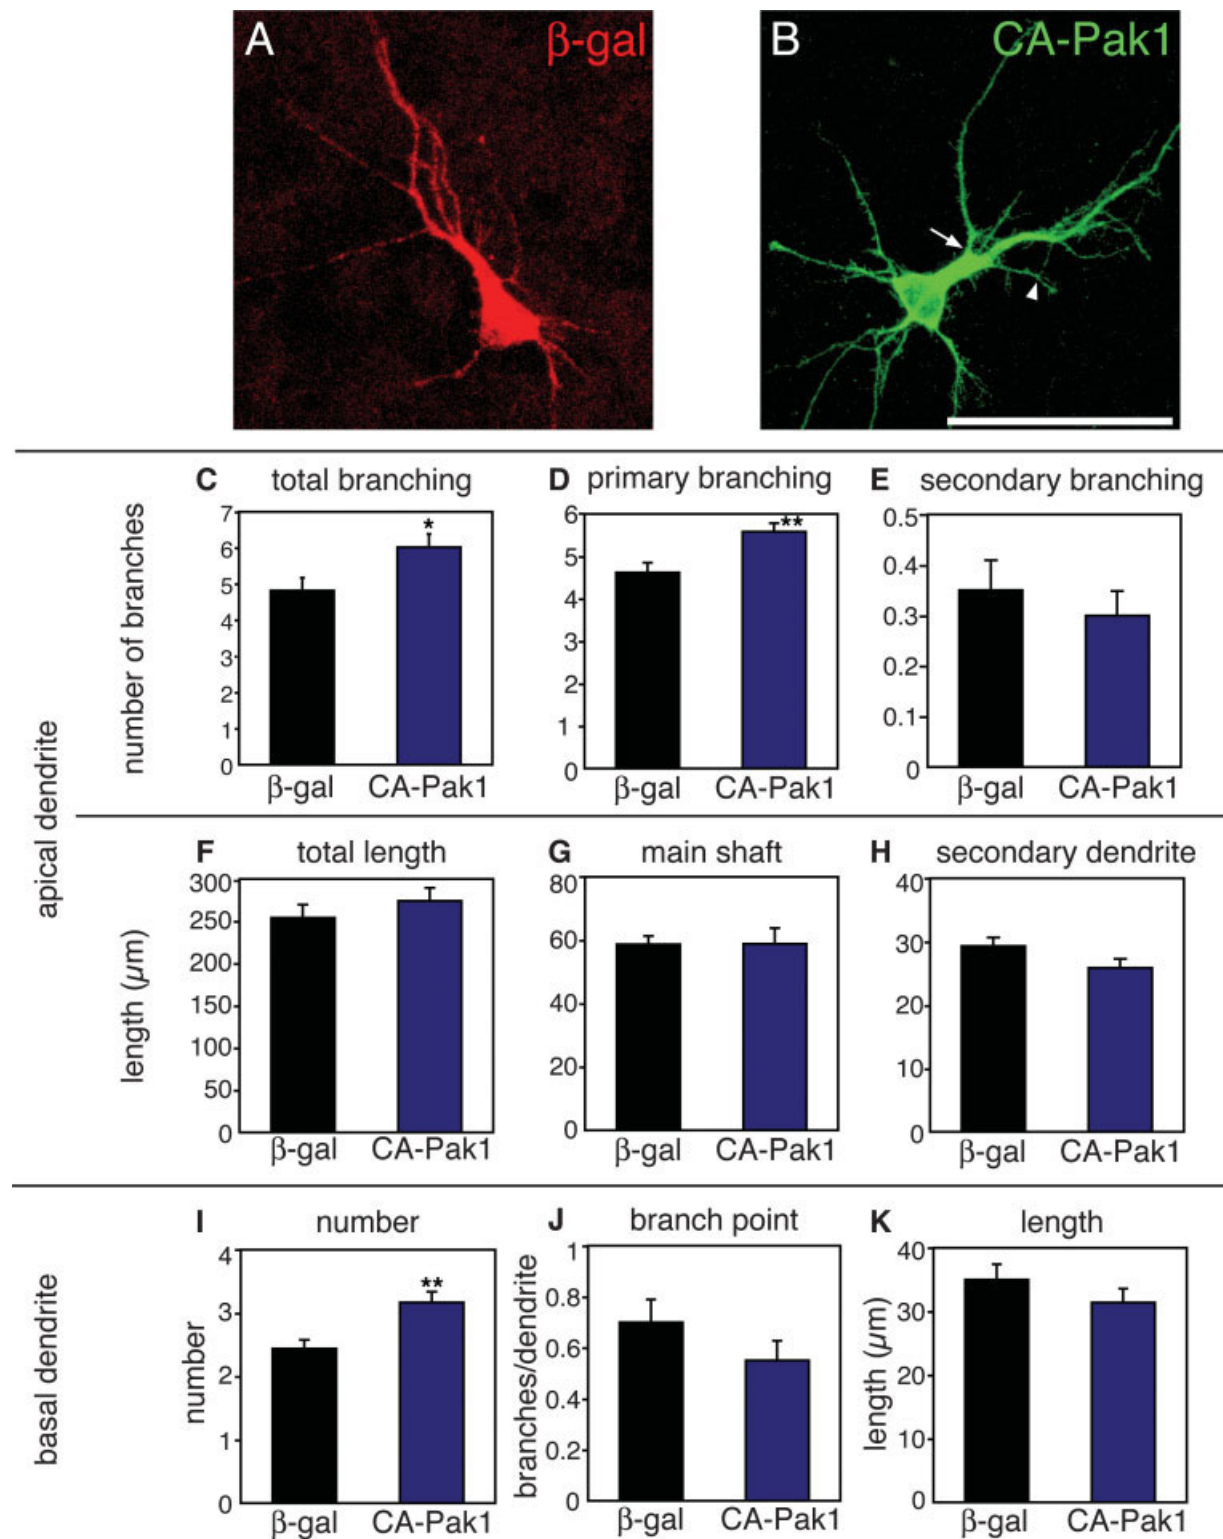 A β-gal
B CA-Pak1
apical dendrite
number of branches
C total branching
7
6
5
4
3
2
1
0
*
β-gal CA-Pak1
D primary branching
6
5
4
3
2
1
0
**
β-gal CA-Pak1
E secondary branching
0.5
0.4
0.3
0.2
0.1
0
β-gal CA-Pak1
length (µm)
F total length
300
250
200
150
100
50
0
β-gal CA-Pak1
G main shaft
80
60
40
20
0
β-gal CA-Pak1
H secondary dendrite
40
30
20
10
0
β-gal CA-Pak1
basal dendrite
I number
number
4
3
2
1
0
**
β-gal CA-Pak1
J branch point
branches/dendrite
1
0.8
0.6
0.4
0.2
0
β-gal CA-Pak1
K length
length (µm)
40
30
20
10
0
β-gal CA-Pak1